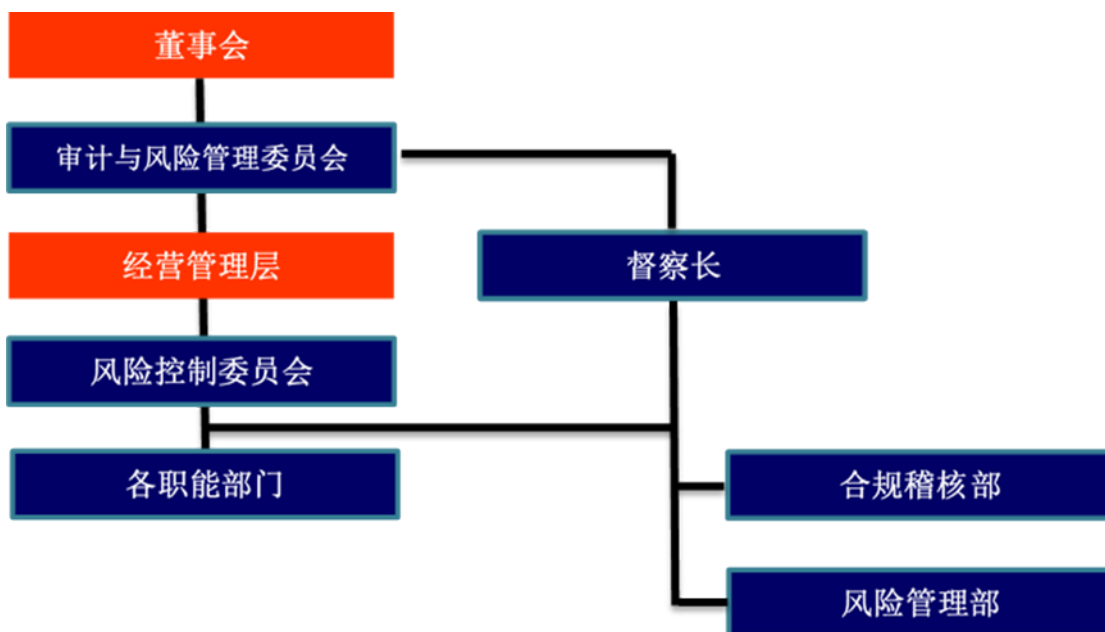 董事会
审计与风险管理委员会
经营管理层
督察长
风险控制委员会
各职能部门
合规稽核部
风险管理部